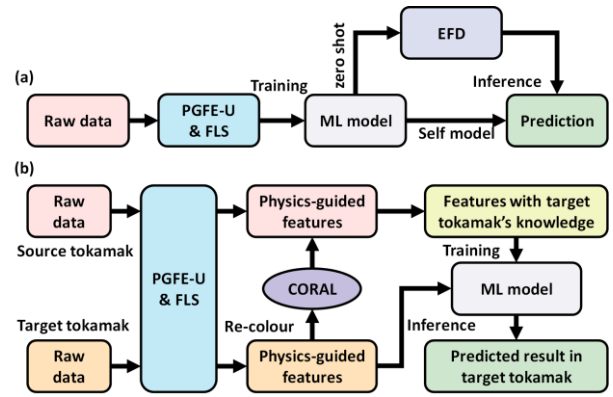 (a)
Raw data
PGFE-U
& FLS
Training
ML model
zero shot
EFD
Inference
Self model
Prediction
(b)
Raw
data
Source tokamak
Target tokamak
Raw
data
PGFE-U
& FLS
Physics-guided
features
CORAL
Re-colour
Physics-guided
features
Features with target
tokamak's knowledge
Training
ML model
Inference
Predicted result in
target tokamak